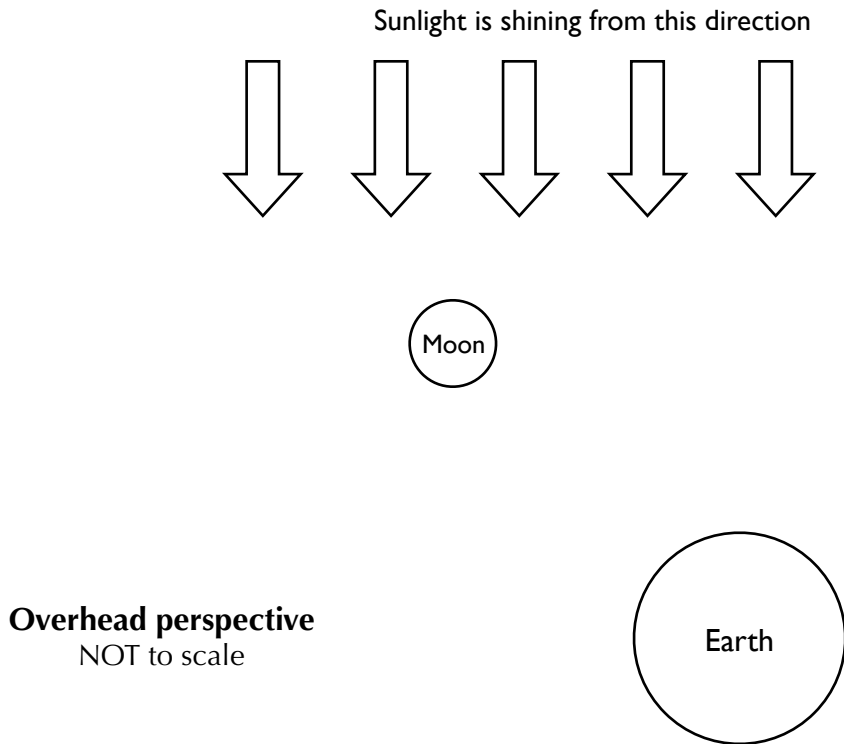 Sunlight is shining from this direction
Moon
Overhead perspective
NOT to scale
Earth